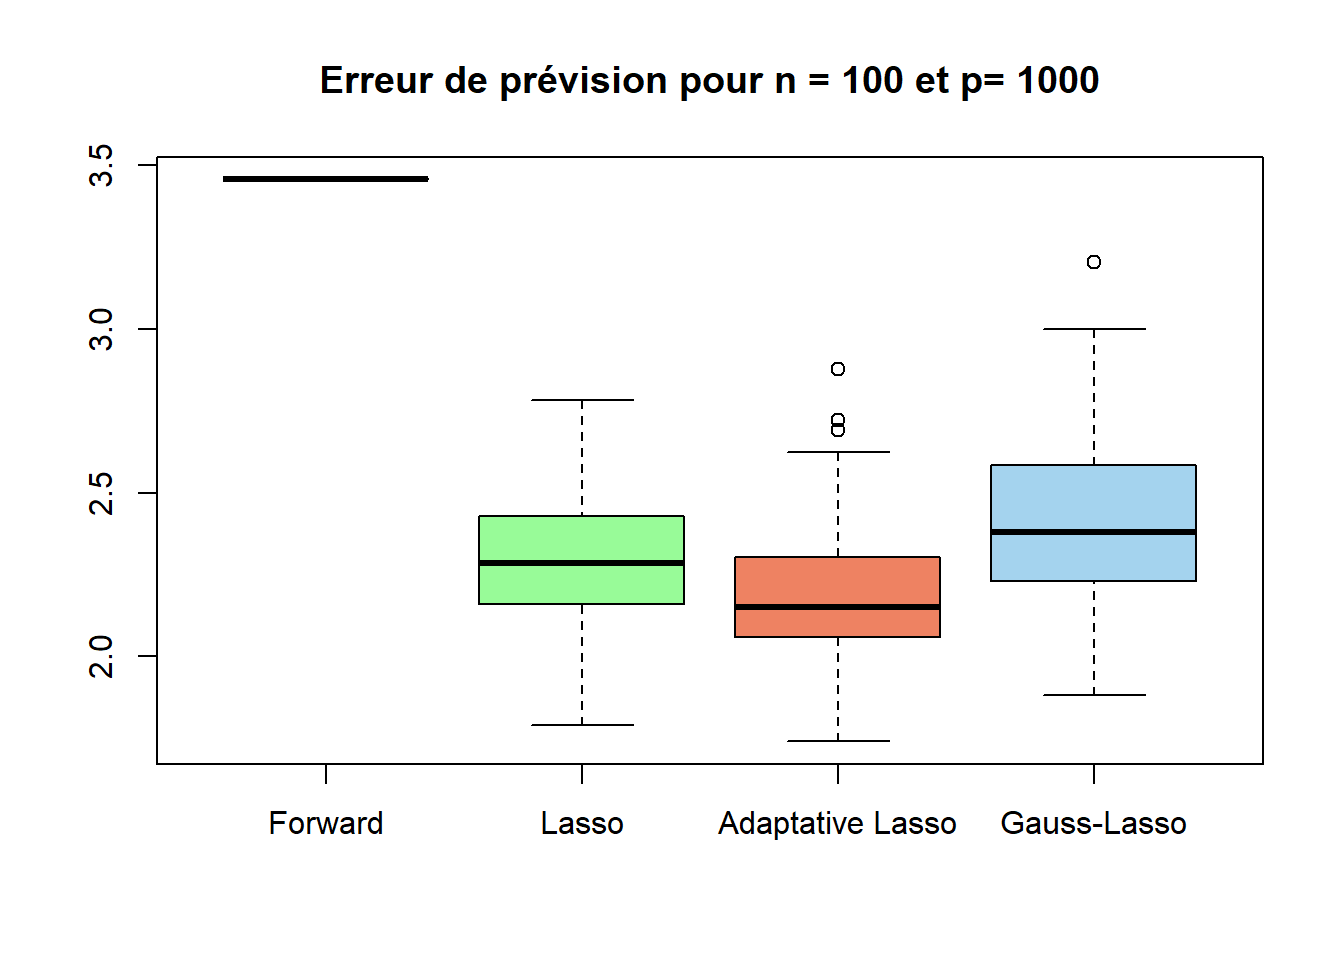 Erreur de prévision pour n = 100 et p= 1000
3.5
3.0
2.5
2.0
Forward Lasso Adaptative Lasso Gauss-Lasso